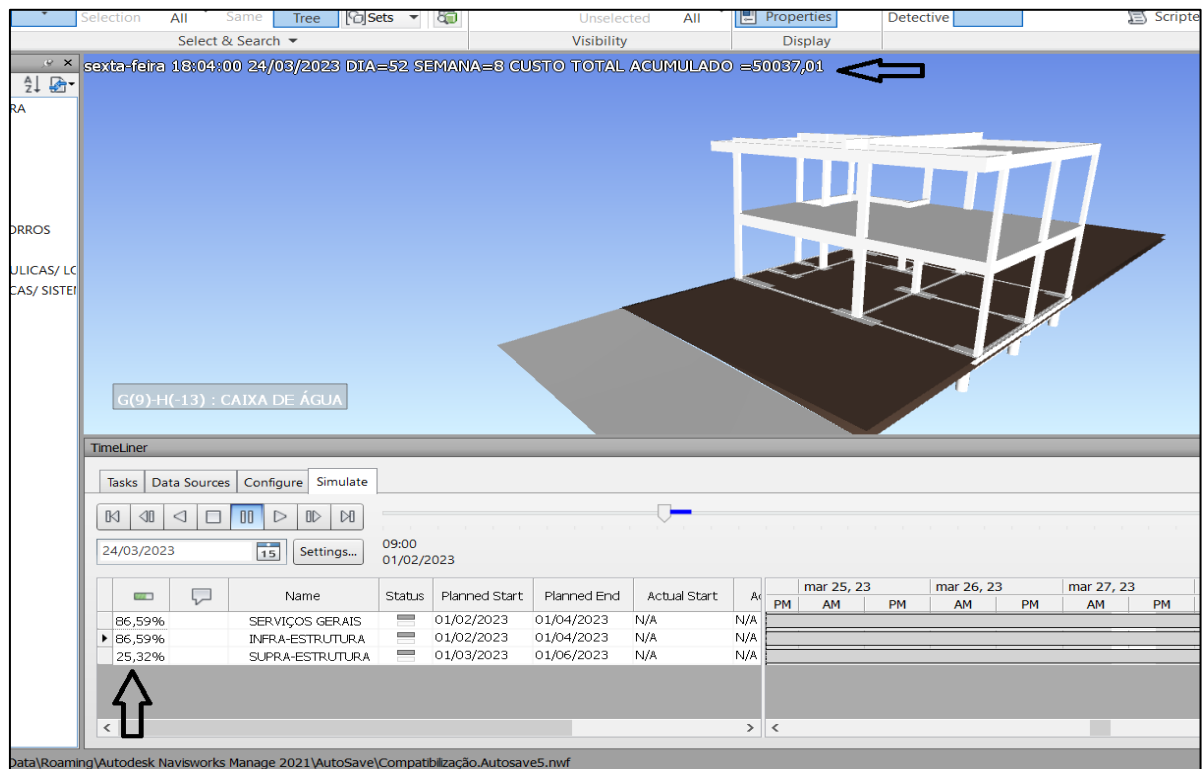 Selection All Same Tree Sets Unselected All Properties Detective Scripte
Select & Search Visibility Display
sexta-feira 18:04:00 24/03/2023 DIA=52 SEMANA=8 CUSTO TOTAL ACUMULADO =50037,01
RA
ORROS
ULICAS/ LO
CAS/ SISTEM
G(9)-H(-13) : CAIXA DE ÁGUA
TimeLiner
Tasks Data Sources Configure Simulate
24/03/2023 15 Settings... 09:00
01/02/2023
Name Status Planned Start Planned End Actual Start Ac
mar 25, 23 mar 26, 23 mar 27, 23
PM AM PM AM PM AM PM
86,59% SERVIÇOS GERAIS 01/02/2023 01/04/2023 N/A N/A
86,59% INFRA-ESTRUTURA 01/02/2023 01/04/2023 N/A N/A
25,32% SUPRA-ESTRUTURA 01/03/2023 01/06/2023 N/A N/A
Data\Roaming\Autodesk Navisworks Manage 2021\AutoSave\Compatibilização.Autosave5.nwf